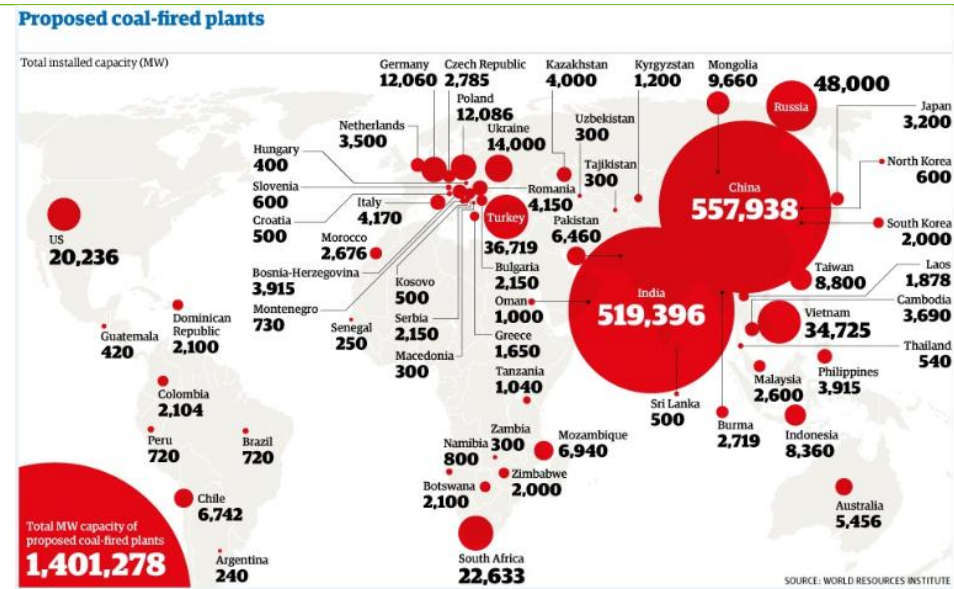 Proposed coal-fired plants
Total installed capacity (MW)
Germany
12,060
Czech Republic
2,785
Poland
12,086
Kazakhstan
4,000
Kyrgyzstan
1,200
Mongolia
9,660
48,000
Russia
Japan
3,200
Netherlands
3,500
Ukraine
14,000
Uzbekistan
300
Tajikistan
300
Hungary
400
Slovenia
600
Croatia
500
Italy
4,170
Romania
4,150
Turkey
36,719
Pakistan
6,460
China
557,938
North Korea
600
South Korea
2,000
US
20,236
Morocco
2,676
Bosnia-Herzegovina
3,915
Montenegro
730
Kosovo
500
Serbia
2,150
Macedonia
300
Bulgaria
2,150
Oman
1,000
Greece
1,650
India
519,396
Taiwan
8,800
Laos
1,878
Cambodia
3,690
Vietnam
34,725
Thailand
540
Guatemala
420
Dominican
Republic
2,100
Senegal
250
Tanzania
1,040
Colombia
2,104
Sri Lanka
500
Burma
2,719
Malaysia
2,600
Philippines
3,915
Indonesia
8,360
Peru
720
Brazil
720
Namibia
800
Zambia
300
Mozambique
6,940
Botswana
2,100
Zimbabwe
2,000
Chile
6,742
Argentina
240
South Africa
22,633
Australia
5,456
Total MW capacity of
proposed coal-fired plants
1,401,278
SOURCE: WORLD RESOURCES INSTITUTE